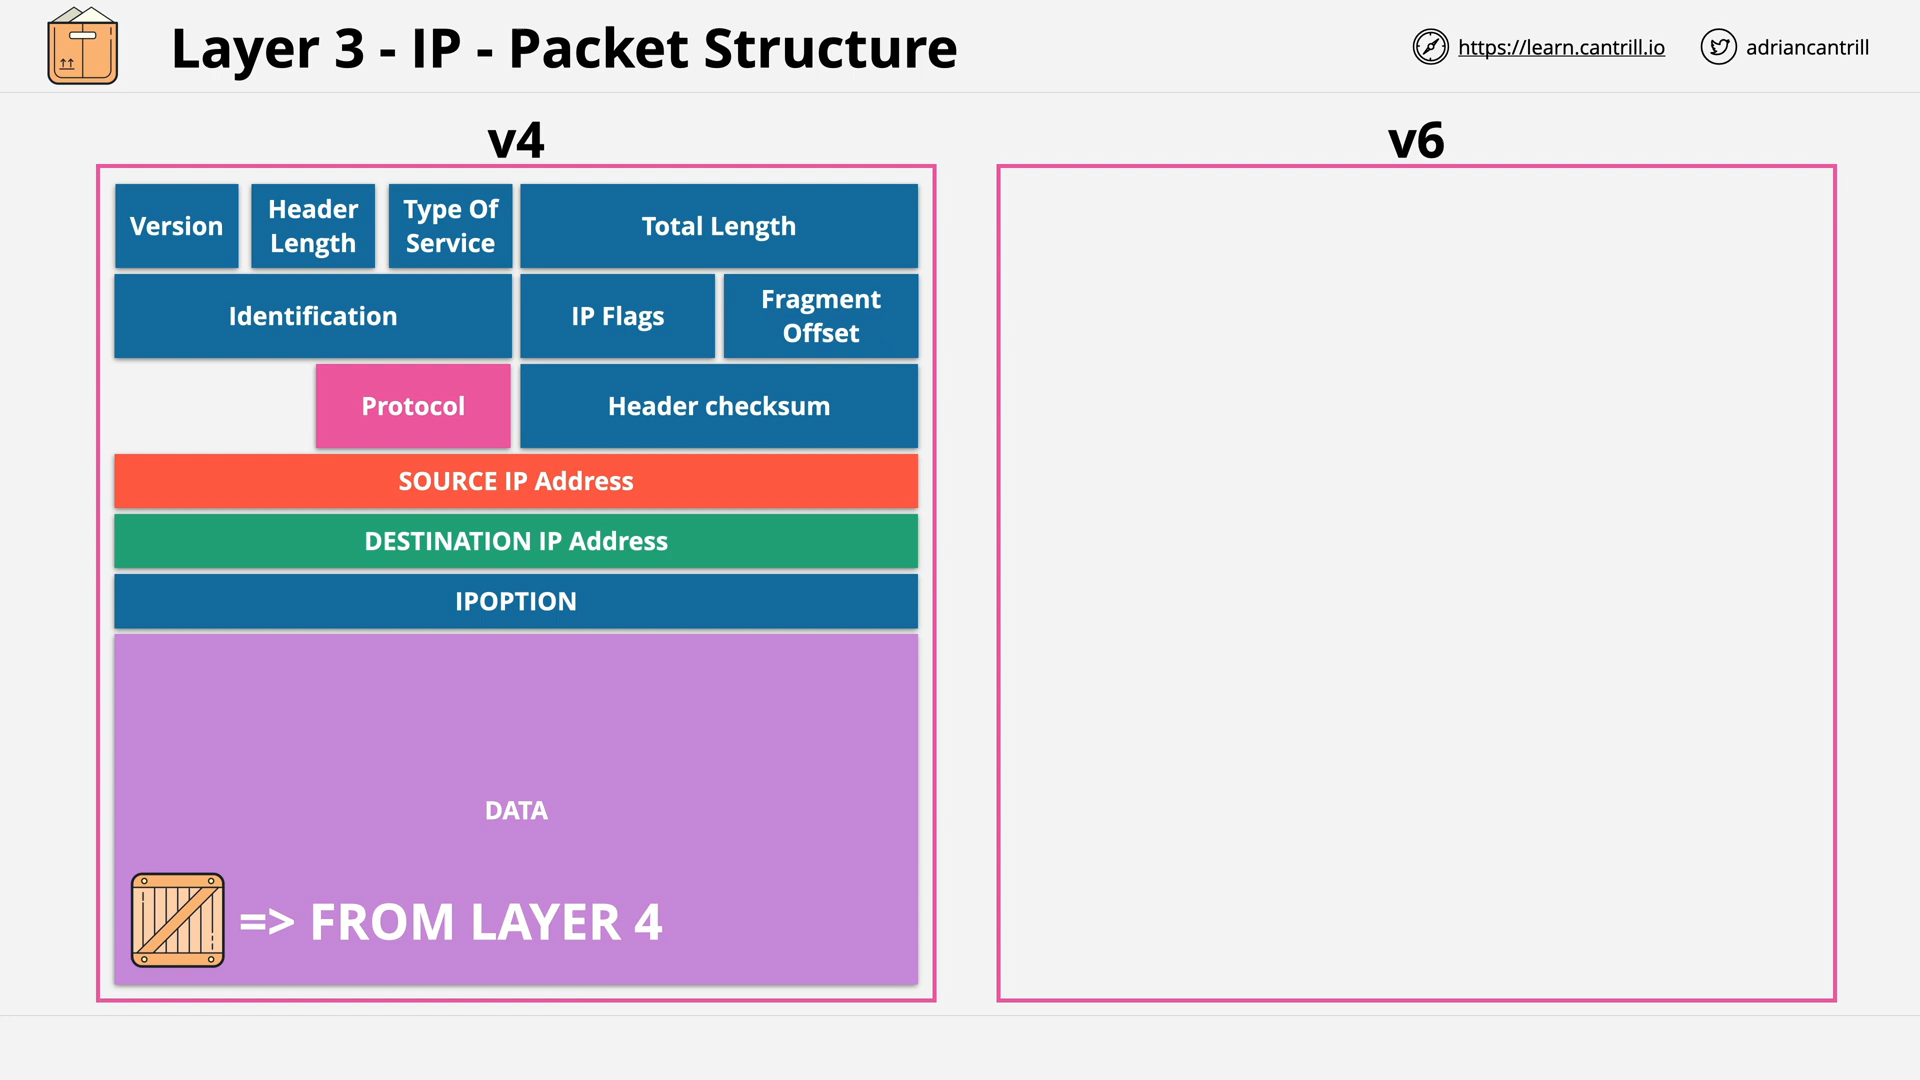 Layer 3 - IP - Packet Structure
https://learn.cantrill.io
adriancantrill
v4
Version
Header
Length
Type Of
Service
Total Length
Identification
IP Flags
Fragment
Offset
Protocol
Header checksum
SOURCE IP Address
DESTINATION IP Address
IPOPTION
DATA
=> FROM LAYER 4
v6